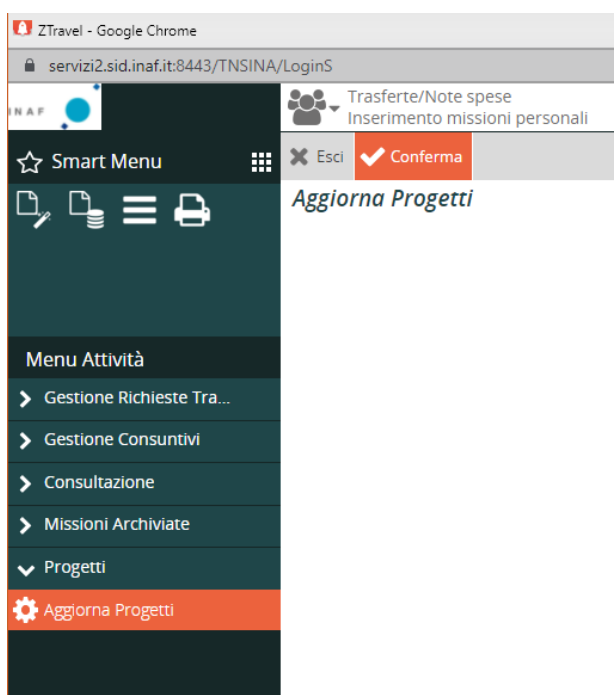 ZTravel - Google Chrome
servizi2.sid.inaf.it:8443/TNSINA/LoginS
INAF
Trasferte/Note spese
Inserimento missioni personali
Smart Menu
Esci
Conferma
Aggiorna Progetti
Menu Attività
Gestione Richieste Tra...
Gestione Consuntivi
Consultazione
Missioni Archiviate
Progetti
Aggiorna Progetti